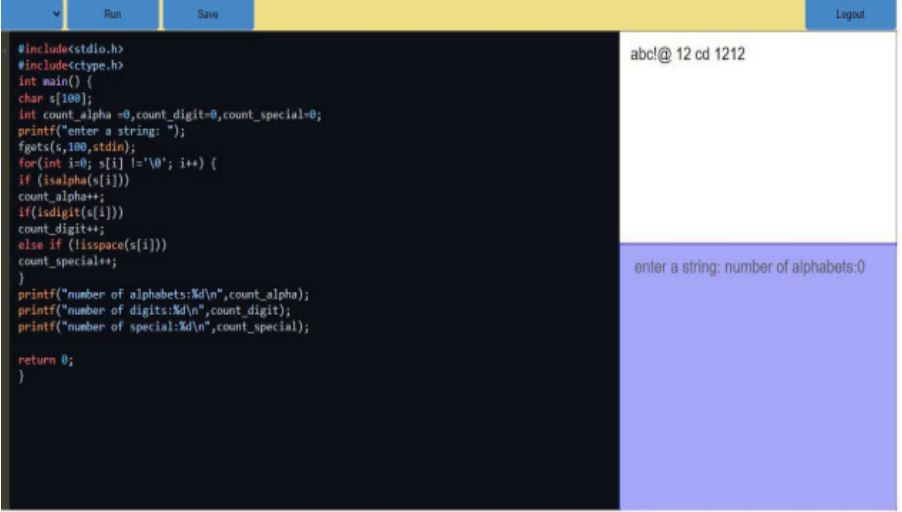 Run
Save
Logout
#include<stdio.h>
#include<ctype.h>
int main() {
char s[100];
int count_alpha =0,count_digit=0,count_special=0;
printf("enter a string: ");
fgets(s,100,stdin);
for(int i=0; s[i] !='\0'; i++) {
if (isalpha(s[i]))
count_alpha++;
if(isdigit(s[i]))
count_digit++;
else if (!isspace(s[i]))
count_special++;
}
printf("number of alphabets:%d\n",count_alpha);
printf("number of digits:%d\n",count_digit);
printf("number of special:%d\n",count_special);
return 0;
}
abc!@ 12 cd 1212
enter a string: number of alphabets:0